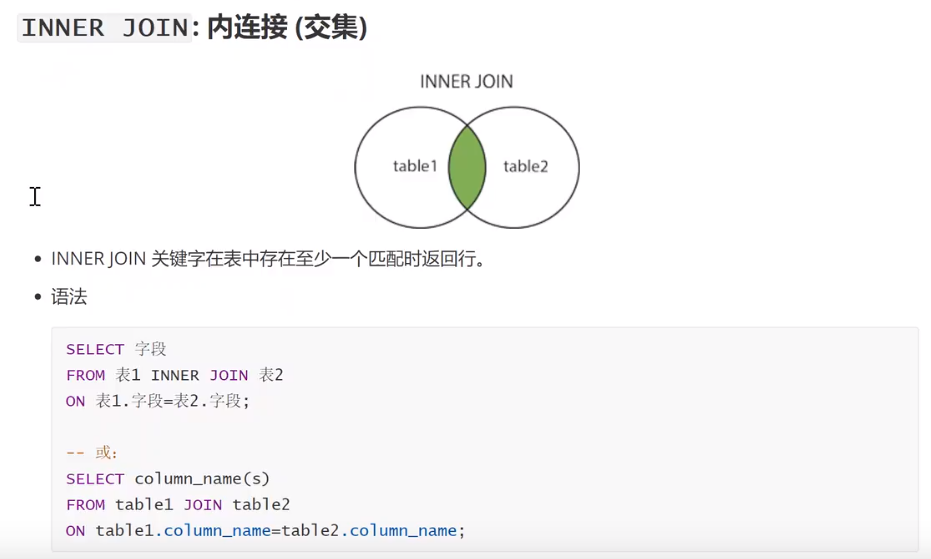 INNER JOIN: 内连接 (交集)
INNER JOIN
table1
table2
INNER JOIN 关键字在表中存在至少一个匹配时返回行。
语法
SELECT 字段
FROM 表1 INNER JOIN 表2
ON 表1.字段=表2.字段;
-- 或:
SELECT column_name(s)
FROM table1 JOIN table2
ON table1.column_name=table2.column_name;